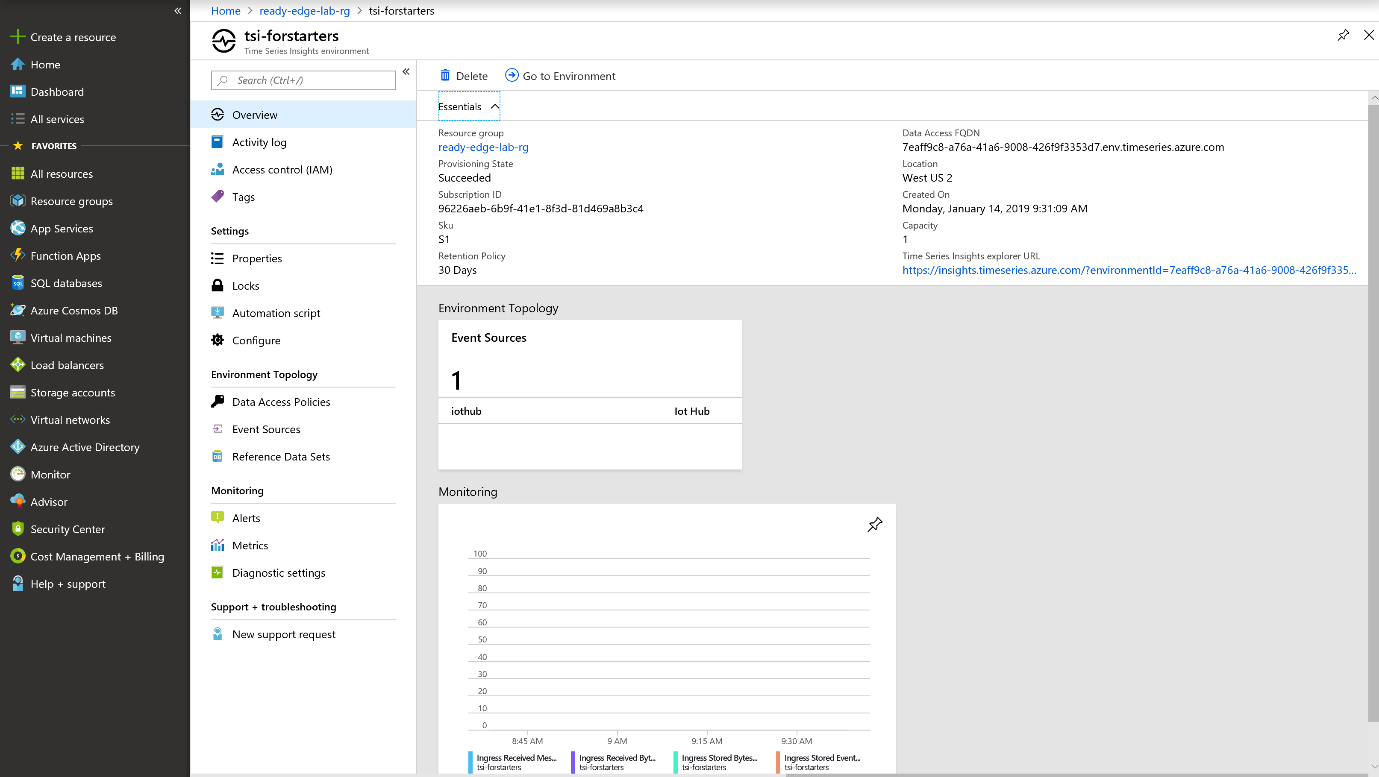 «
Create a resource
Home
Dashboard
All services
FAVORITES
All resources
Resource groups
App Services
Function Apps
SQL databases
Azure Cosmos DB
Virtual machines
Load balancers
Storage accounts
Virtual networks
Azure Active Directory
Monitor
Advisor
Security Center
Cost Management + Billing
Help + support
Home > ready-edge-lab-rg > tsi-forstarters
tsi-forstarters
Time Series Insights environment
Search (Ctrl+/)
«
Overview
Activity log
Access control (IAM)
Tags
Settings
Properties
Locks
Automation script
Configure
Environment Topology
Data Access Policies
Event Sources
Reference Data Sets
Monitoring
Alerts
Metrics
Diagnostic settings
Support + troubleshooting
New support request
Delete Go to Environment
Essentials
Resource group
ready-edge-lab-rg
Provisioning State
Succeeded
Subscription ID
96226aeb-6b9f-41e1-8f3d-81d469a8b3c4
Sku
S1
Retention Policy
30 Days
Data Access FQDN
7eaff9c8-a76a-41a6-9008-426f9f3353d7.env.timeseries.azure.com
Location
West US 2
Created On
Monday, January 14, 2019 9:31:09 AM
Capacity
1
Time Series Insights explorer URL
https://insights.timeseries.azure.com/?environmentId=7eaff9c8-a76a-41a6-9008-426f9f335...
Environment Topology
Event Sources
1
iothub Iot Hub
Monitoring
100
90
80
70
60
50
40
30
20
10
0
8:45 AM 9 AM 9:15 AM 9:30 AM
Ingress Received Mes... Ingress Received Byt... Ingress Stored Bytes... Ingress Stored Event...
tsi-forstarters tsi-forstarters tsi-forstarters tsi-forstarters